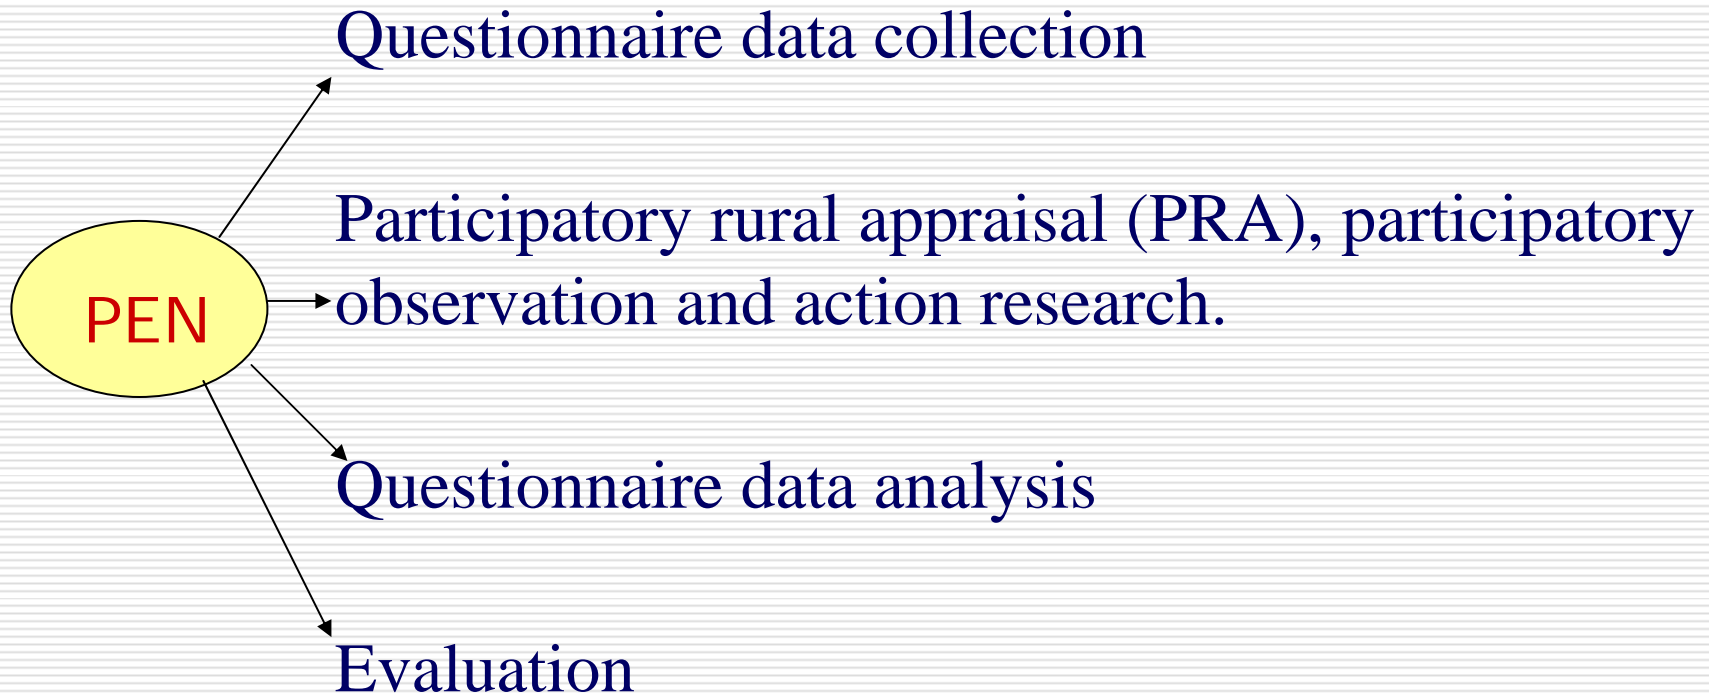 Questionnaire data collection
Participatory rural appraisal (PRA), participatory
observation and action research.
PEN
Questionnaire data analysis
Evaluation